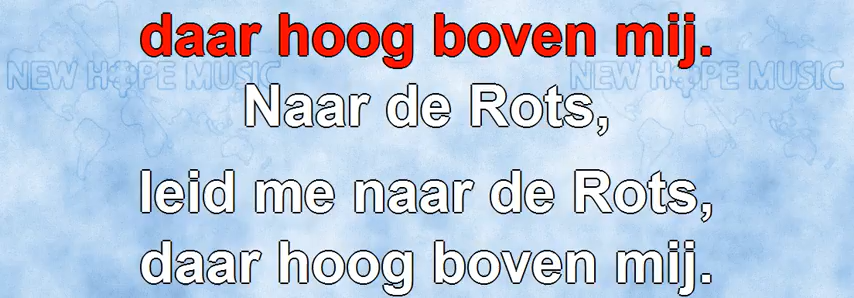 daar hoog boven mij.
NEW HOPE MUSIC NEW HOPE MUSIC
Naar de Rots,
leid me naar de Rots,
daar hoog boven mij.